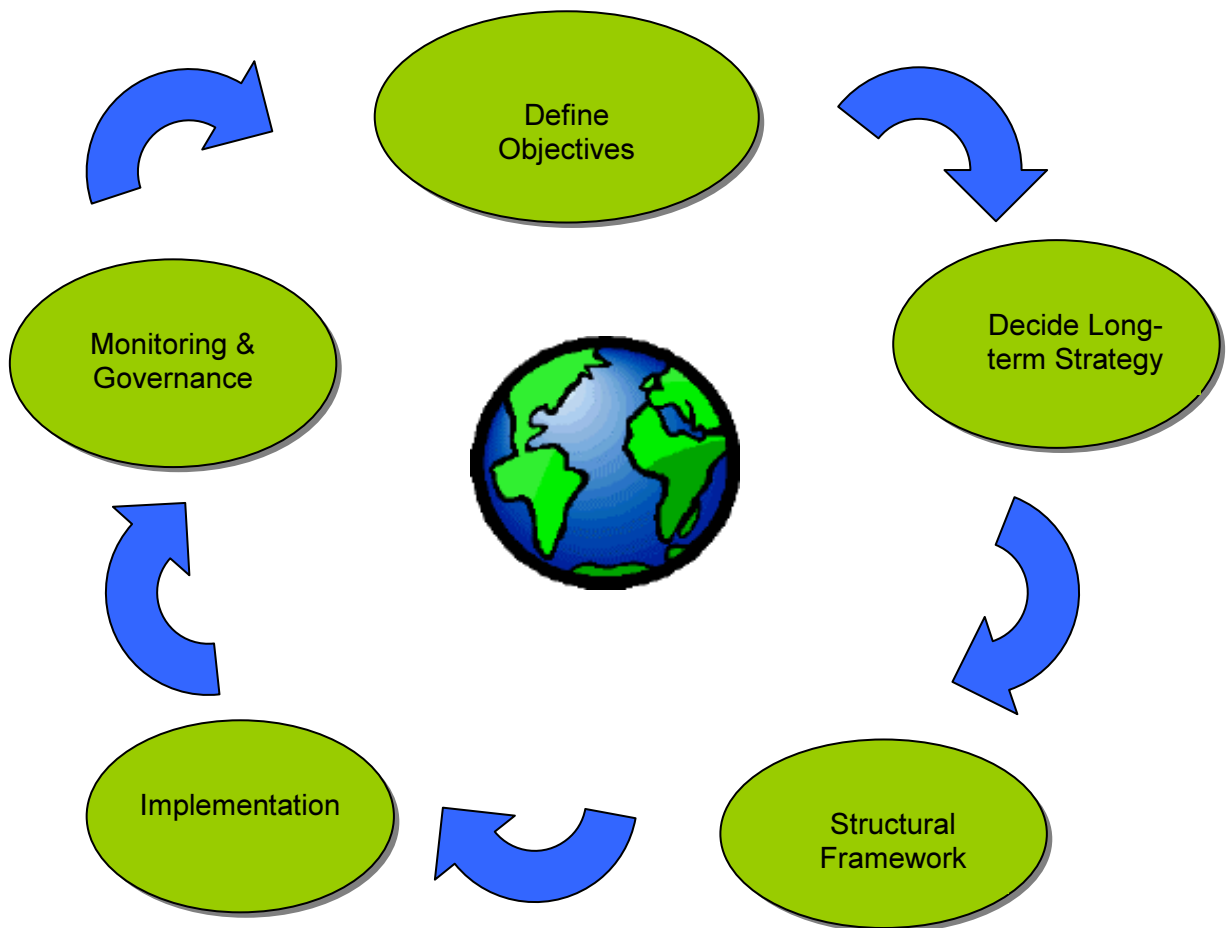 Define
Objectives
Decide Long-
term Strategy
Structural
Framework
Implementation
Monitoring &
Governance